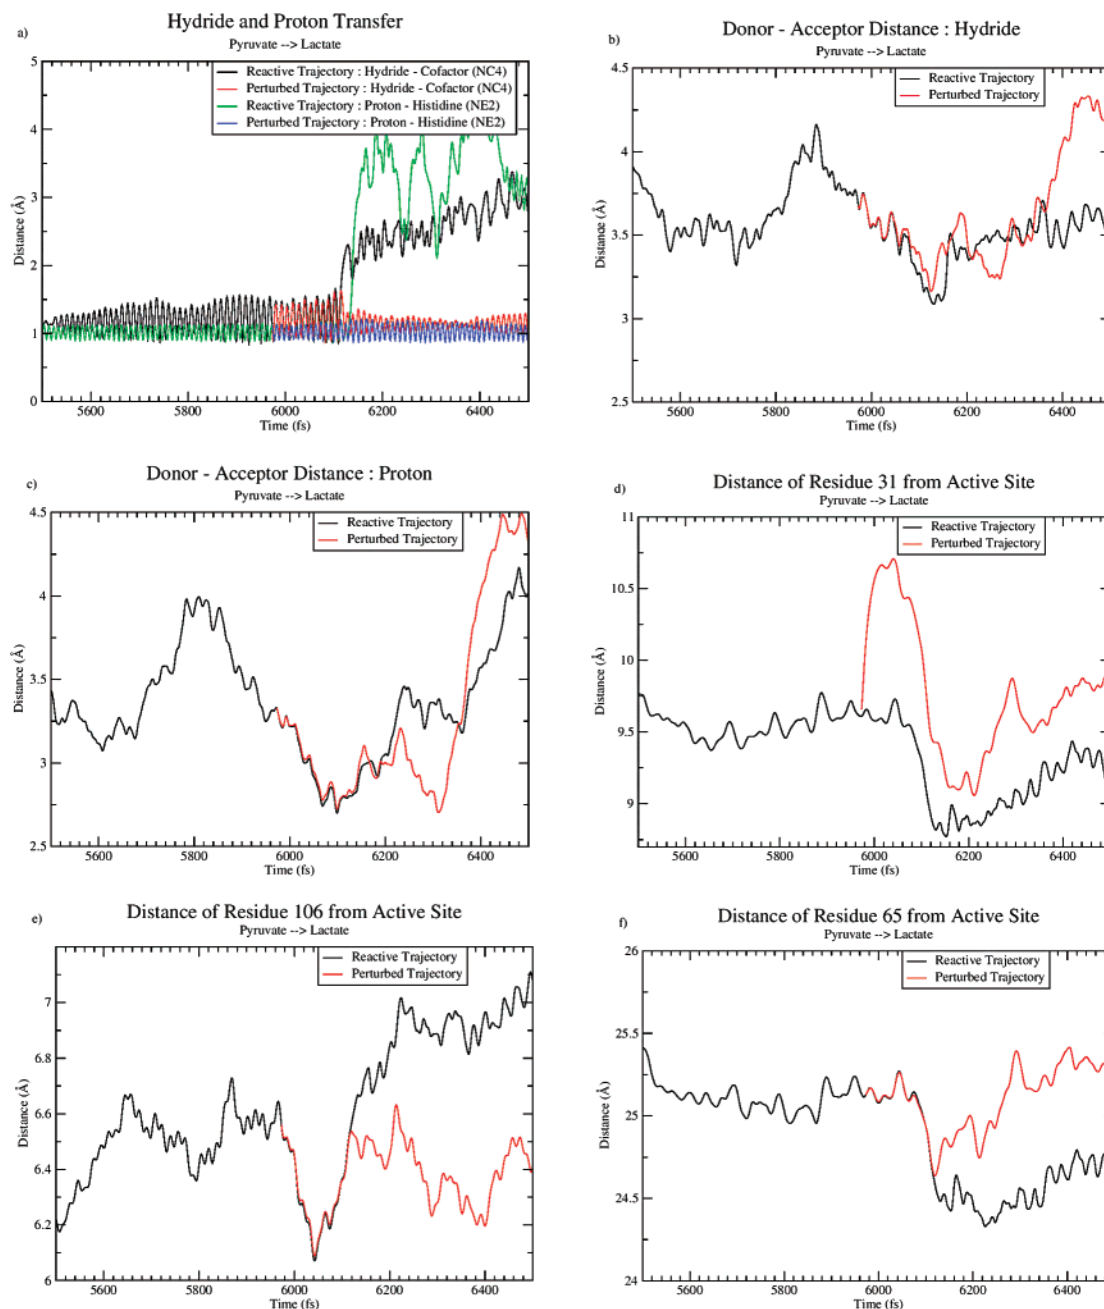 a)
Hydride and Proton Transfer
Pyruvate --> Lactate
Reactive Trajectory : Hydride - Cofactor (NC4)
Perturbed Trajectory : Hydride - Cofactor (NC4)
Reactive Trajectory : Proton - Histidine (NE2)
Perturbed Trajectory : Proton - Histidine (NE2)
5
4
3
2
1
0
Distance (Å)
5600 5800 6000 6200 6400
Time (fs)
b)
Donor - Acceptor Distance : Hydride
Pyruvate --> Lactate
Reactive Trajectory
Perturbed Trajectory
4.5
4
3.5
3
2.5
Distance (Å)
5600 5800 6000 6200 6400
Time (fs)
c)
Donor - Acceptor Distance : Proton
Pyruvate --> Lactate
Reactive Trajectory
Perturbed Trajectory
4.5
4
3.5
3
2.5
Distance (Å)
5600 5800 6000 6200 6400
Time (fs)
d)
Distance of Residue 31 from Active Site
Pyruvate --> Lactate
Reactive Trajectory
Perturbed Trajectory
11
10.5
10
9.5
9
Distance (Å)
5600 5800 6000 6200 6400
Time (fs)
e)
Distance of Residue 106 from Active Site
Pyruvate --> Lactate
Reactive Trajectory
Perturbed Trajectory
7
6.8
6.6
6.4
6.2
6
Distance (Å)
5600 5800 6000 6200 6400
Time (fs)
f)
Distance of Residue 65 from Active Site
Pyruvate --> Lactate
Reactive Trajectory
Perturbed Trajectory
26
25.5
25
24.5
24
Distance (Å)
5600 5800 6000 6200 6400
Time (fs)